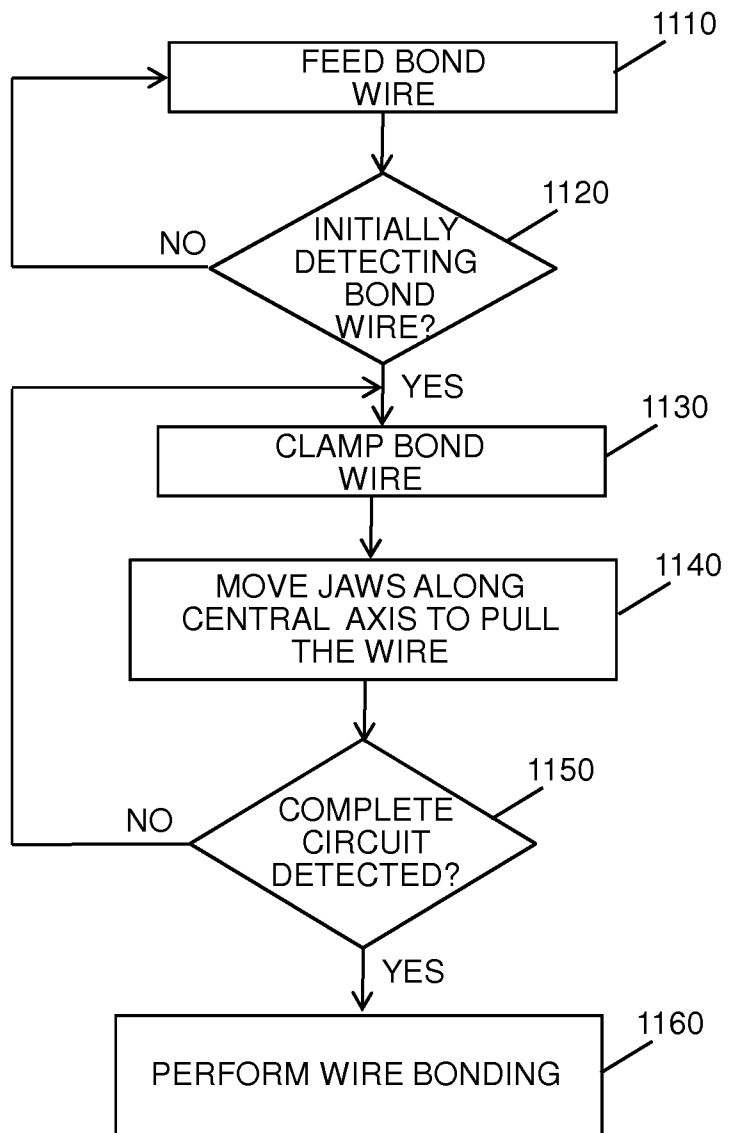 1110
FEED BOND
WIRE
1120
NO
INITIALLY
DETECTING
BOND
WIRE?
YES
1130
CLAMP BOND
WIRE
1140
MOVE JAWS ALONG
CENTRAL AXIS TO PULL
THE WIRE
1150
NO
COMPLETE
CIRCUIT
DETECTED?
YES
1160
PERFORM WIRE BONDING